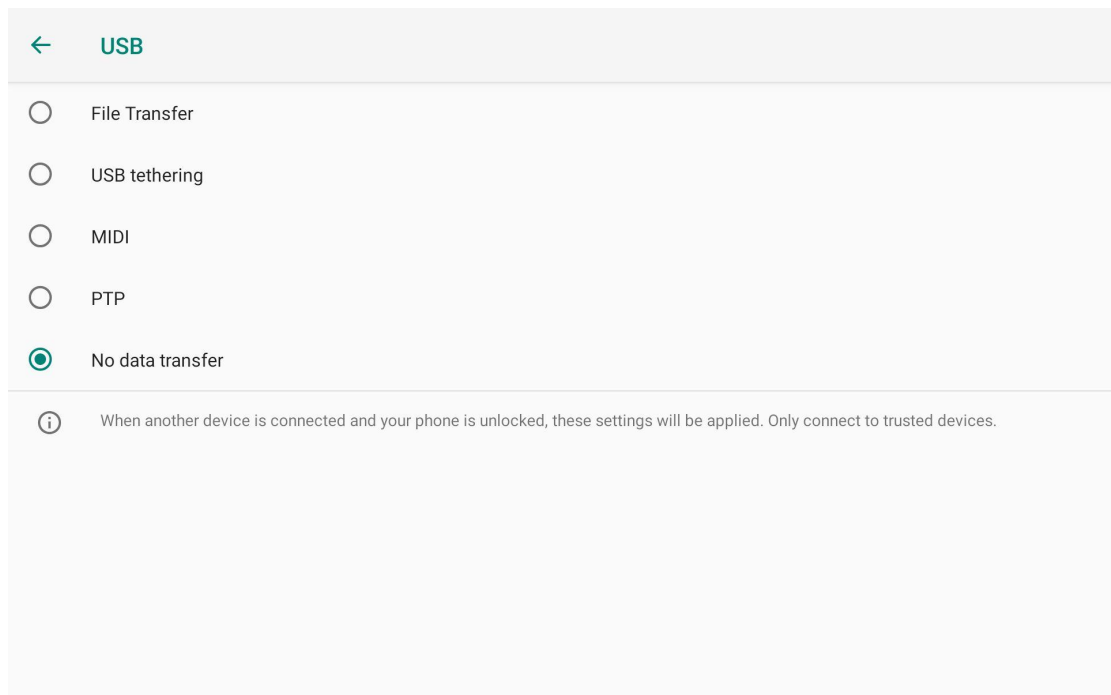 USB
File Transfer
USB tethering
MIDI
PTP
No data transfer
When another device is connected and your phone is unlocked, these settings will be applied. Only connect to trusted devices.